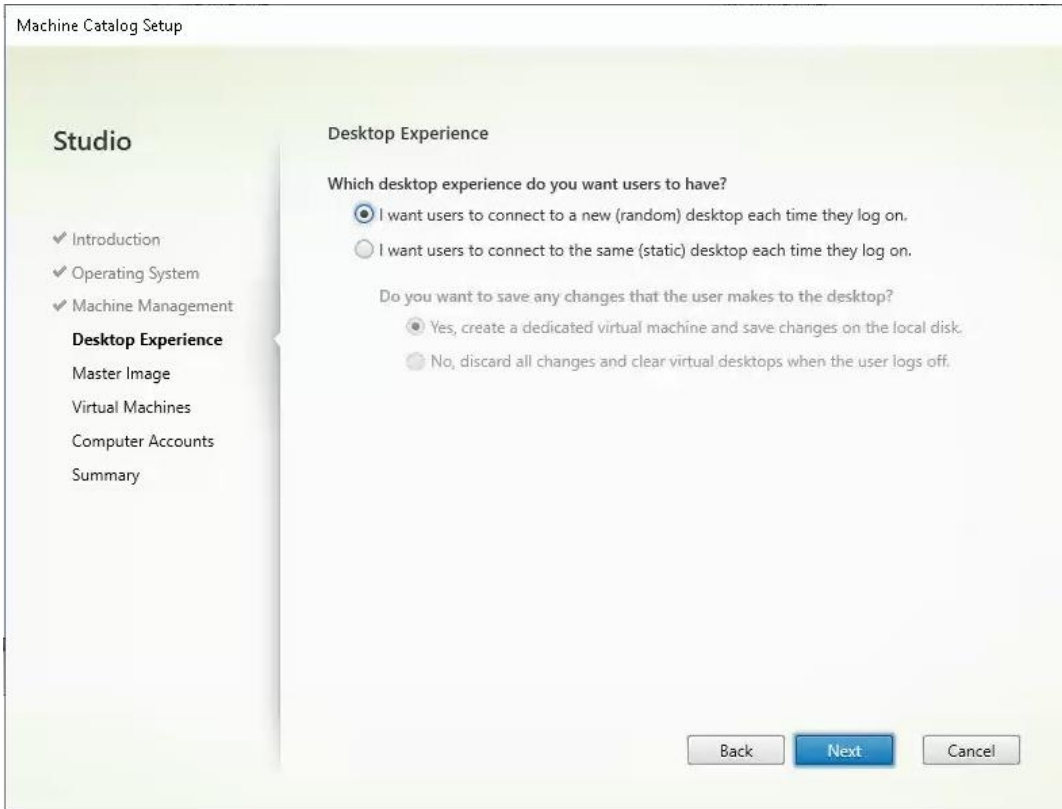 Machine Catalog Setup
Studio
Introduction
Operating System
Machine Management
Desktop Experience
Master Image
Virtual Machines
Computer Accounts
Summary
Desktop Experience
Which desktop experience do you want users to have?
I want users to connect to a new (random) desktop each time they log on.
I want users to connect to the same (static) desktop each time they log on.
Do you want to save any changes that the user makes to the desktop?
Yes, create a dedicated virtual machine and save changes on the local disk.
No, discard all changes and clear virtual desktops when the user logs off.
Back
Next
Cancel